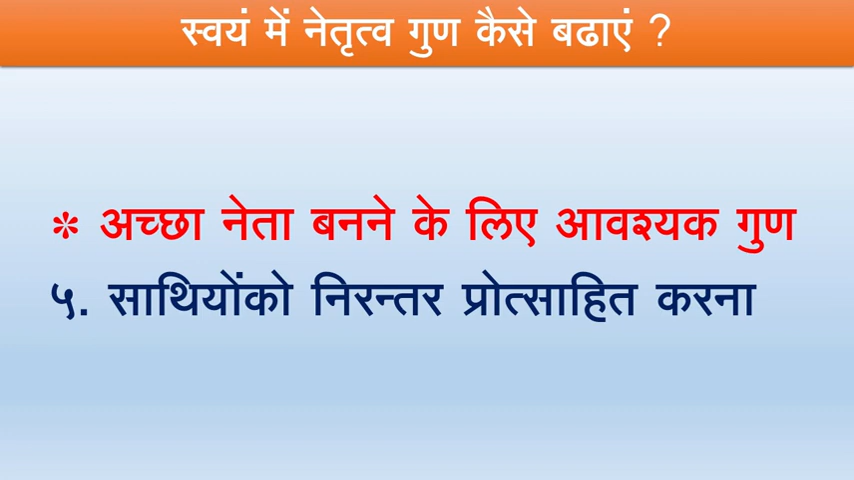 स्वयं में नेतृत्व गुण कैसे बढाएं ?
* अच्छा नेता बनने के लिए आवश्यक गुण
५. साथियोंको निरन्तर प्रोत्साहित करना